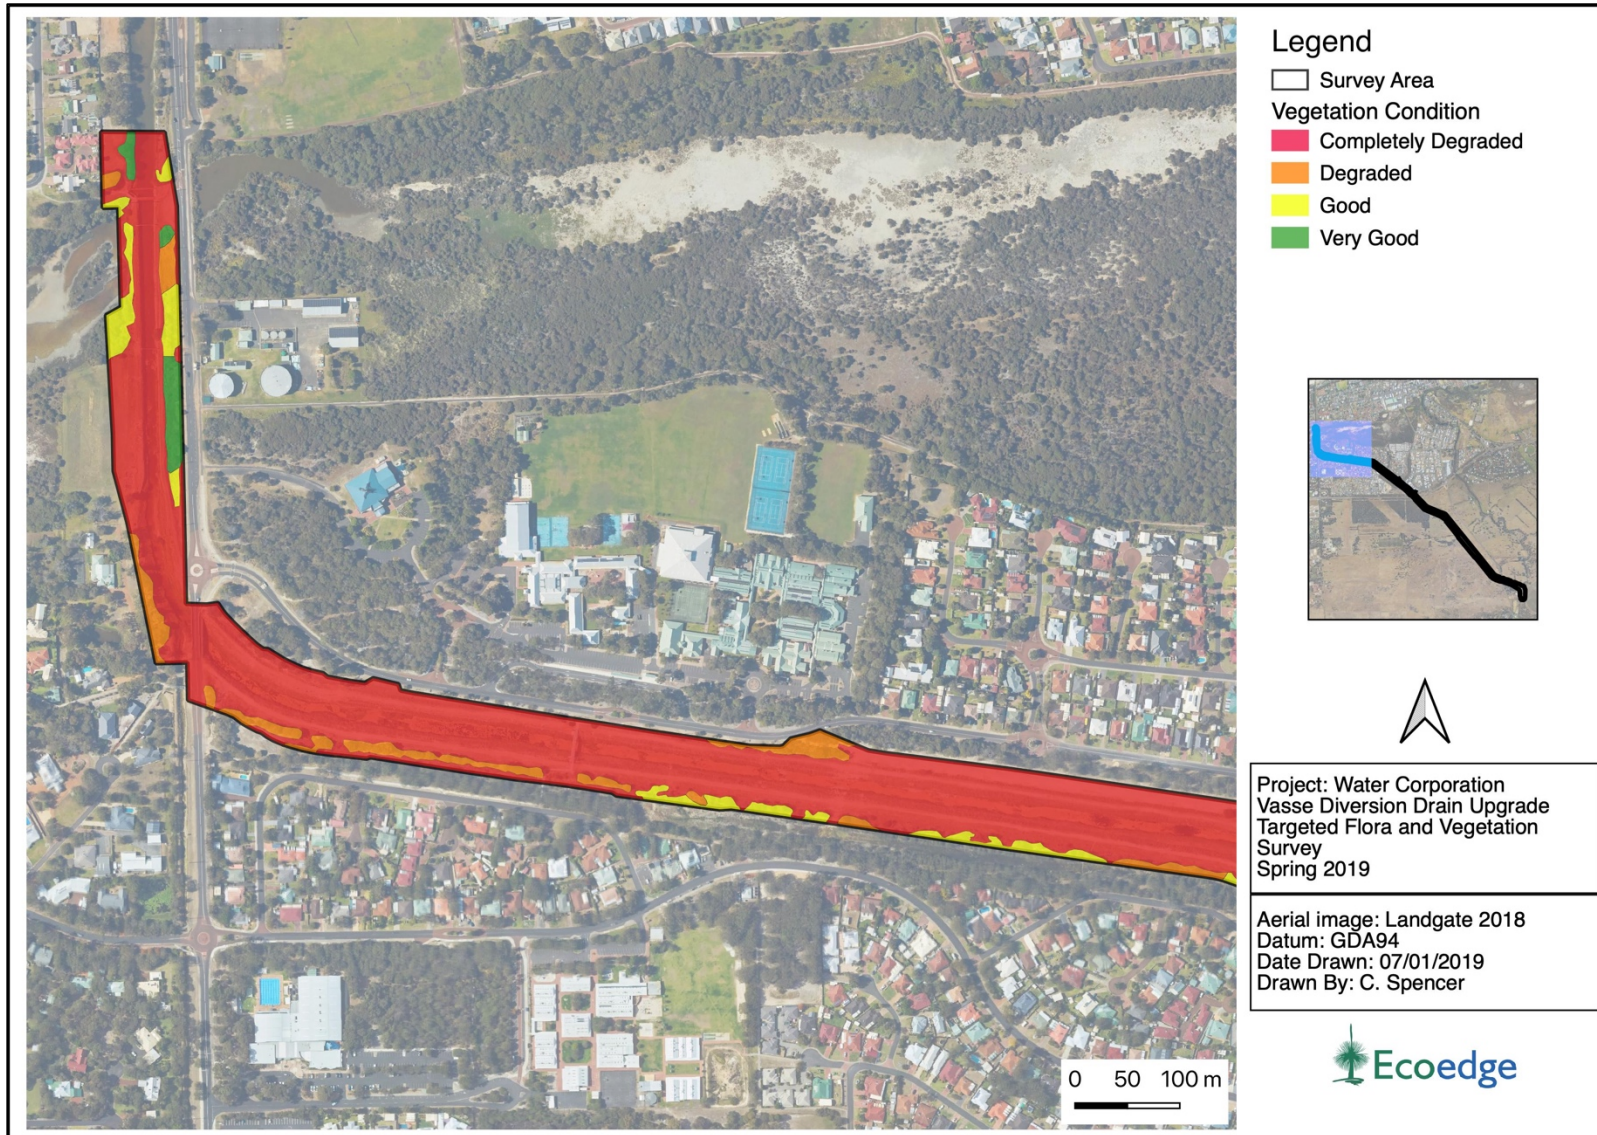 Legend
Survey Area
Vegetation Condition
Completely Degraded
Degraded
Good
Very Good
Project: Water Corporation
Vasse Diversion Drain Upgrade
Targeted Flora and Vegetation
Survey
Spring 2019
Aerial image: Landgate 2018
Datum: GDA94
Date Drawn: 07/01/2019
Drawn By: C. Spencer
0 50 100 m
Ecoedge